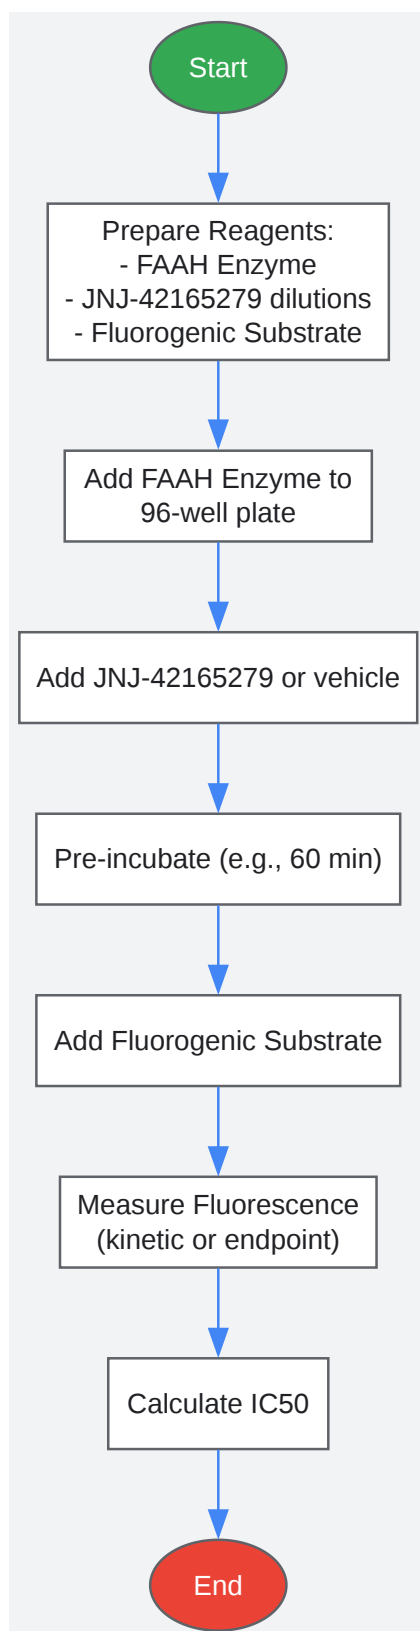 Start
Prepare Reagents:
- FAAH Enzyme
- JNJ-42165279 dilutions
- Fluorogenic Substrate
Add FAAH Enzyme to
96-well plate
Add JNJ-42165279 or vehicle
Pre-incubate (e.g., 60 min)
Add Fluorogenic Substrate
Measure Fluorescence
(kinetic or endpoint)
Calculate IC50
End